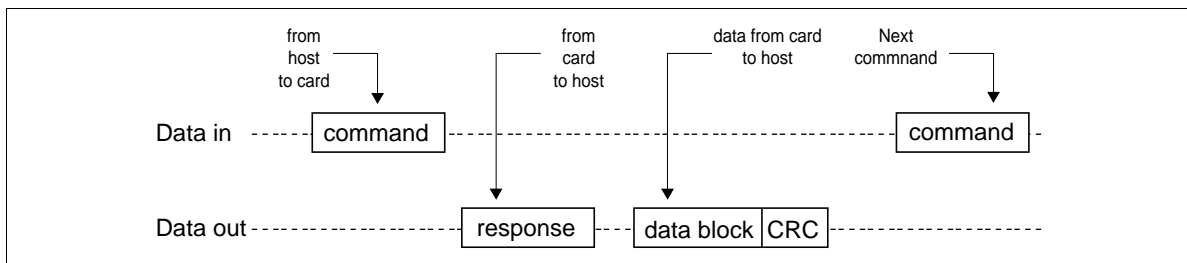 from
host
to card
from
card
to host
data from card
to host
Next
commnand
Data in
command
command
Data out
response
data block
CRC